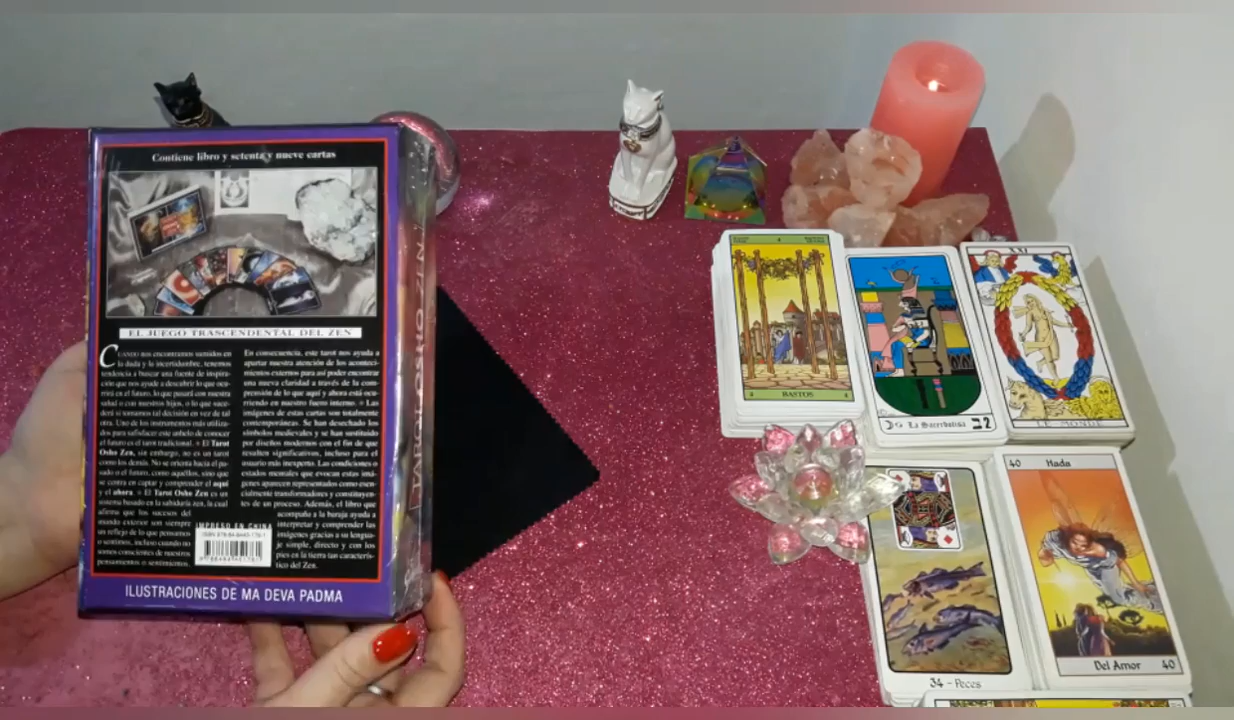 Contiene libro y setenta y nueve cartas
EL JUEGO TRASCENDENTAL DEL ZEN
CUANDO nos encontramos sumidos en
la duda y la incertidumbre, tenemos
tendencia a buscar una fuente de inspira-
ción que nos ayude a descubrir lo que ocu-
rrirá en el futuro, lo que pasará con nuestra
salud o con nuestros hijos, o lo que suce-
derá si tomamos tal decisión en vez de tal
otra. Uno de los instrumentos más utiliza-
dos para satisfacer este anhelo de conocer
el futuro es el tarot tradicional. • El Tarot
Osho Zen, sin embargo, no es un tarot
como los demás. No se orienta hacia el pa-
sado o el futuro, como aquéllos, sino que
se centra en captar y comprender el aquí
y el ahora. • El Tarot Osho Zen es un
sistema basado en la sabiduría zen, la cual
afirma que los sucesos del
mundo exterior son siempre
un reflejo de lo que pensamos
o sentimos, incluso cuando no
somos conscientes de nuestros
pensamientos o sentimientos.
En consecuencia, este tarot nos ayuda a
apartar nuestra atención de los aconteci-
mientos externos para así poder encontrar
una nueva claridad a través de la com-
prensión de lo que aquí y ahora está ocu-
rriendo en nuestro fuero interno. • Las
imágenes de estas cartas son totalmente
contemporáneas. Se han desechado los
símbolos medievales y se han sustituido
por diseños modernos con el fin de que
resulten significativos, incluso para el
usuario más inexperto. Las condiciones o
estados mentales que evocan estas imá-
genes aparecen representados como esen-
cialmente transformadores y constituyen-
tes de un proceso. Además, el libro que
acompaña a la baraja ayuda a
interpretar y comprender las
imágenes gracias a su lengua-
je simple, directo y con los
pies en la tierra tan caracterís-
tico del Zen.
IMPRESO EN CHINA
ILUSTRACIONES DE MA DEVA PADMA
TAROT OSHO ZEN
4
4 BASTOS 4
La Sacerdotisa 2
XXI
LE MONDE
34 - Peces
40 Hada
Del Amor 40